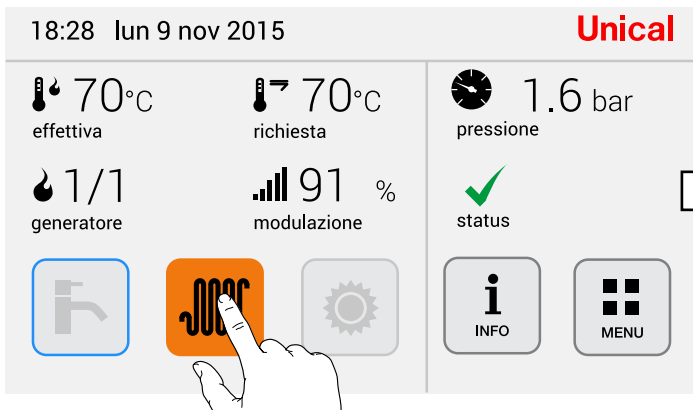 18:28 lun 9 nov 2015 Unical
70°C 70°C 1.6 bar
effettiva richiesta pressione
1/1 91 %
generatore modulazione status
INFO MENU